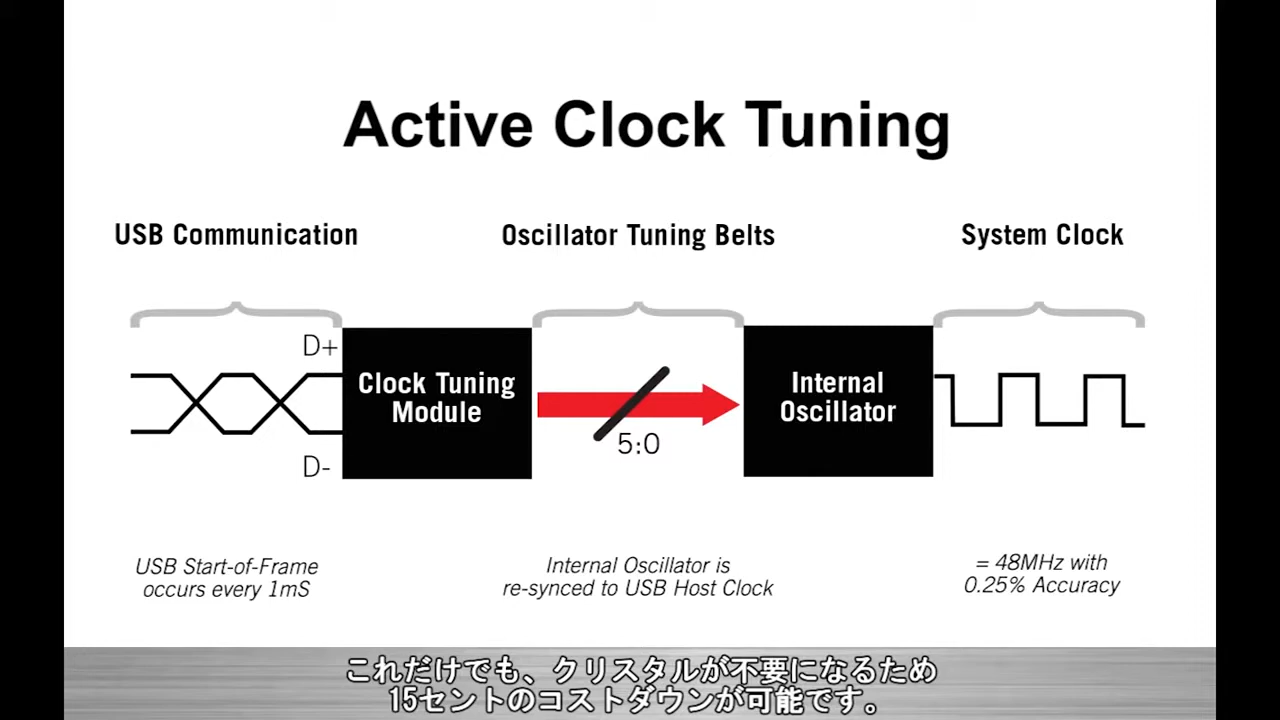 Active Clock Tuning
USB Communication
Oscillator Tuning Belts
System Clock
D+
Clock Tuning
Module
D-
5:0
Internal
Oscillator
USB Start-of-Frame
occurs every 1mS
Internal Oscillator is
re-synced to USB Host Clock
= 48MHz with
0.25% Accuracy
これだけでも、クリスタルが不要になるため
15セントのコストダウンが可能です。